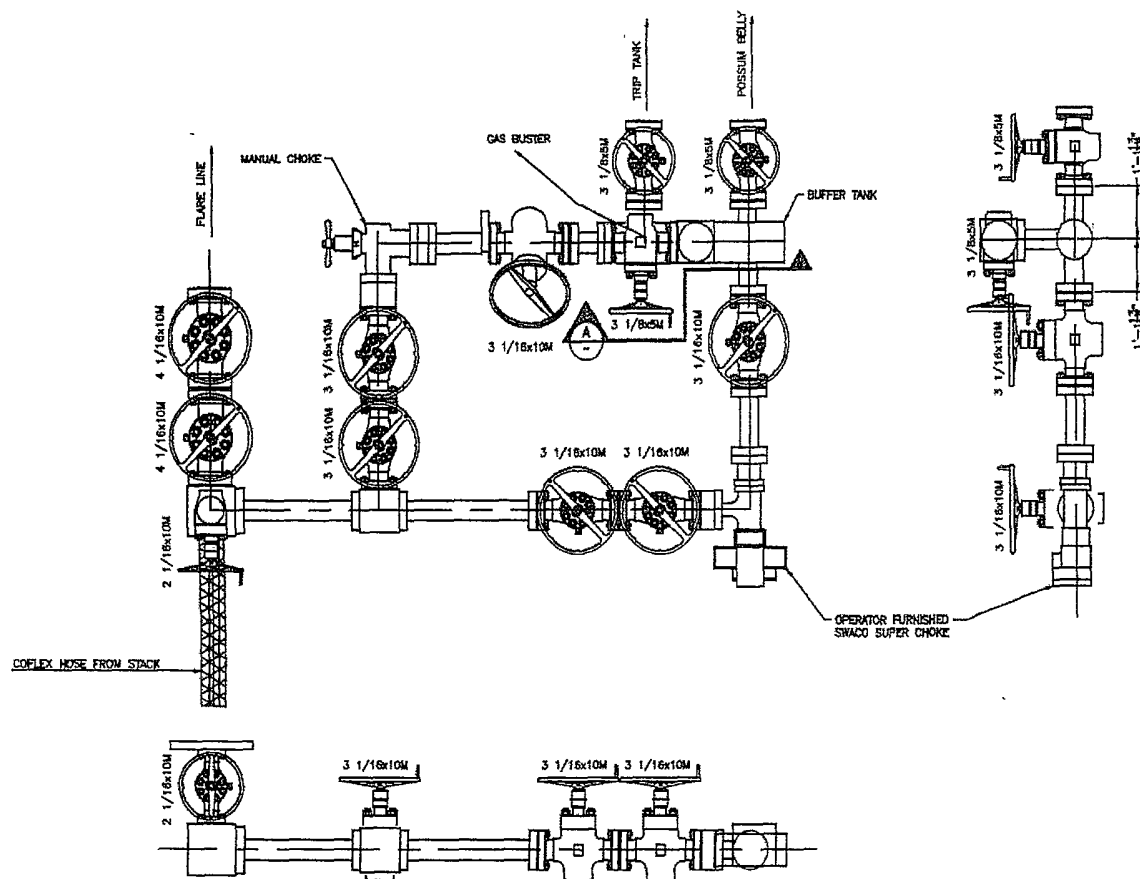 TRIP TANK
POSSUM BELLY
GAS BUSTER
MANUAL CHOKE
FLARE LINE
3 1/8x5M
3 1/8x5M
BUFFER TANK
3 1/8x5M
3 1/8x5M
3 1/8x5M
3 1/16x10M
A
3 1/16x10M
3 1/16x10M
4 1/16x10M
3 1/16x10M
4 1/16x10M
3 1/16x10M
3 1/16x10M
3 1/16x10M
3 1/16x10M
2 1/16x10M
OPERATOR FURNISHED
SWACO SUPER CHOKE
COFLEX HOSE FROM STACK
2 1/16x10M
3 1/16x10M
3 1/16x10M
3 1/16x10M